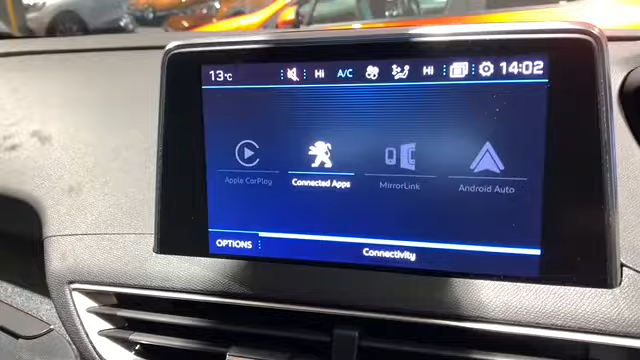 13°C Hi A/C Hi 14:02
Apple CarPlay Connected Apps MirrorLink Android Auto
OPTIONS Connectivity